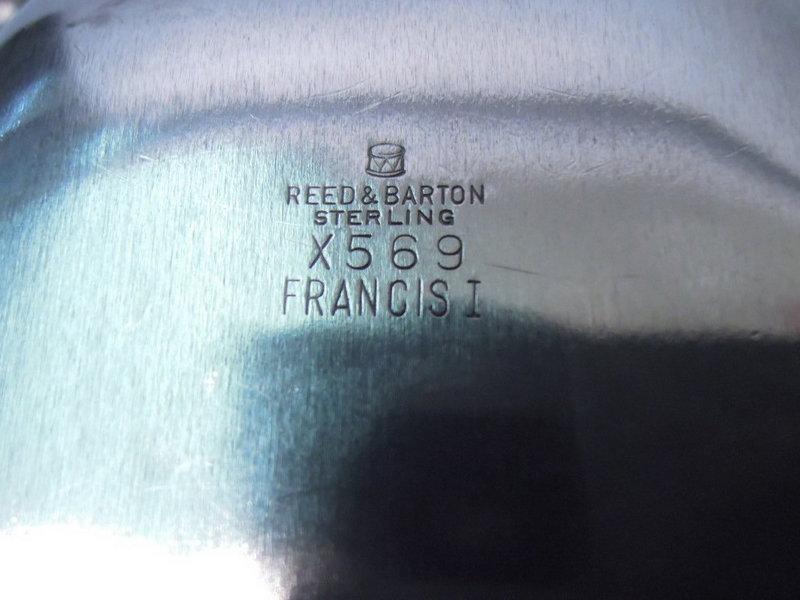 REED & BARTON
STERLING
X569
FRANCIS I